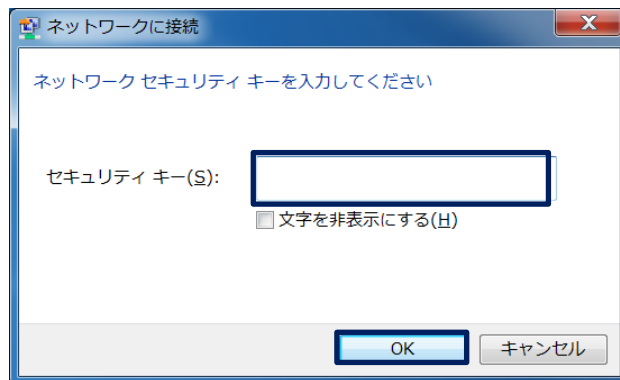 ネットワークに接続
ネットワーク セキュリティ キーを入力してください
セキュリティ キー(S):
文字を非表示にする(H)
OK キャンセル